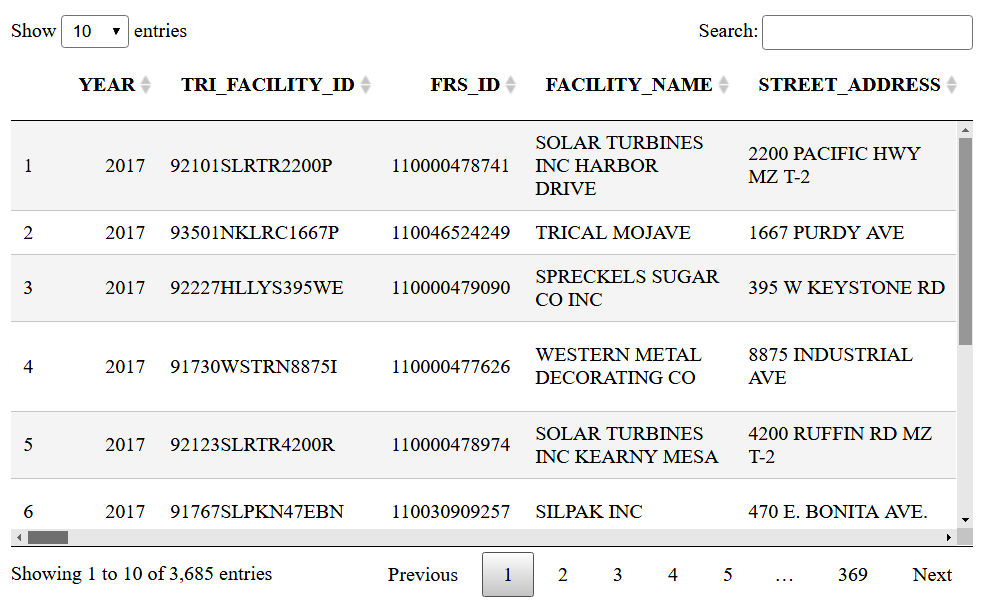 Show 10 entries Search:
YEAR TRI_FACILITY_ID FRS_ID FACILITY_NAME STREET_ADDRESS
1 2017 92101SLRTR2200P 110000478741 SOLAR TURBINES INC HARBOR DRIVE 2200 PACIFIC HWY MZ T-2
2 2017 93501NKLRC1667P 110046524249 TRICAL MOJAVE 1667 PURDY AVE
3 2017 92227HLLYS395WE 110000479090 SPRECKELS SUGAR CO INC 395 W KEYSTONE RD
4 2017 91730WSTRN8875I 110000477626 WESTERN METAL DECORATING CO 8875 INDUSTRIAL AVE
5 2017 92123SLRTR4200R 110000478974 SOLAR TURBINES INC KEARNY MESA 4200 RUFFIN RD MZ T-2
6 2017 91767SLPKN47EBN 110030909257 SILPAK INC 470 E. BONITA AVE.
Showing 1 to 10 of 3,685 entries Previous 1 2 3 4 5 … 369 Next